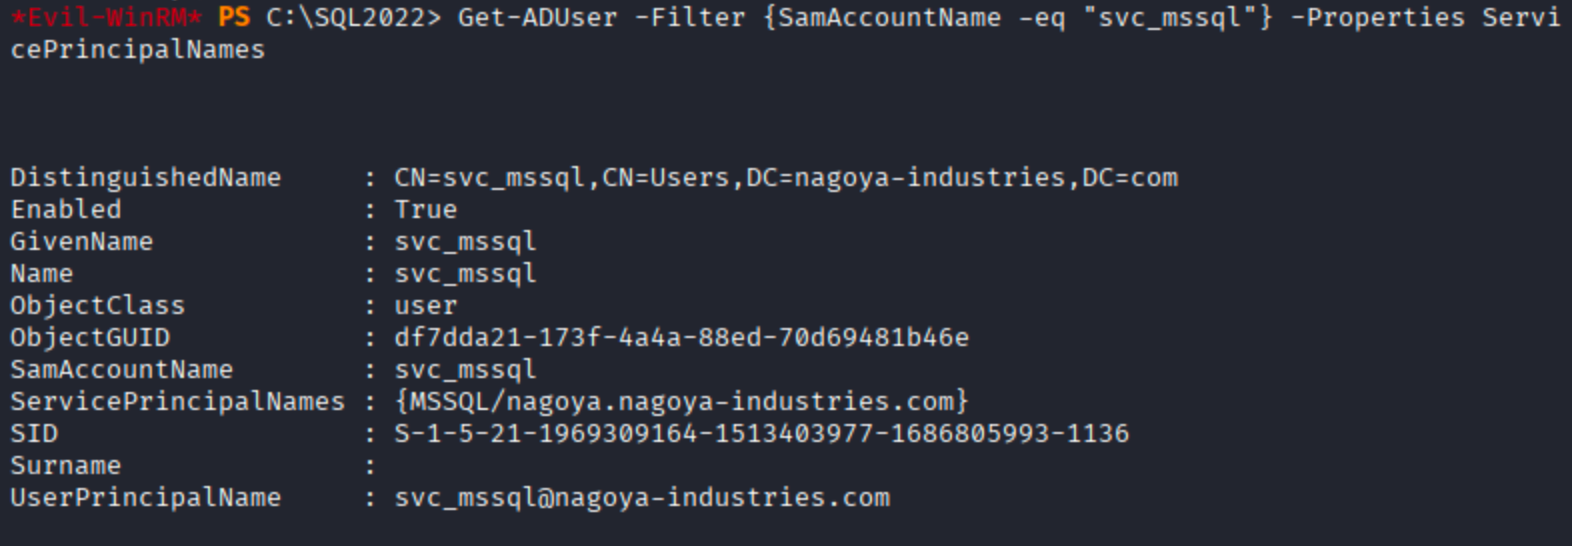 *Evil-WinRM* PS C:\SQL2022> Get-ADUser -Filter {SamAccountName -eq "svc_mssql"} -Properties Servi
cePrincipalNames
DistinguishedName : CN=svc_mssql,CN=Users,DC=nagoya-industries,DC=com
Enabled : True
GivenName : svc_mssql
Name : svc_mssql
ObjectClass : user
ObjectGUID : df7dda21-173f-4a4a-88ed-70d69481b46e
SamAccountName : svc_mssql
ServicePrincipalNames : {MSSQL/nagoya.nagoya-industries.com}
SID : S-1-5-21-1969309164-1513403977-1686805993-1136
Surname :
UserPrincipalName : svc_mssql@nagoya-industries.com